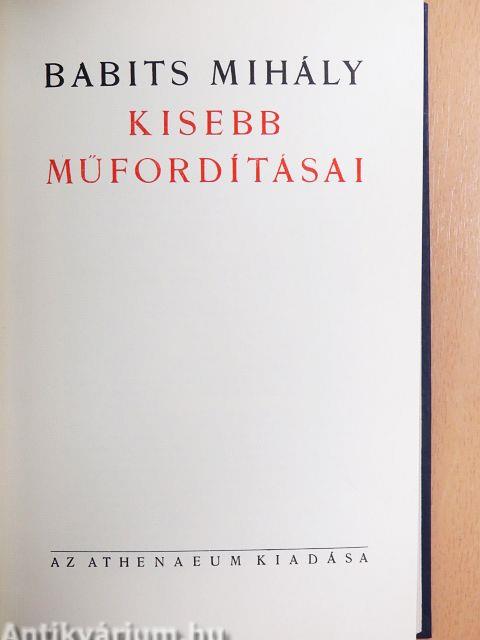 BABITS MIHÁLY
KISEBB
MŰFORDÍTÁSAI
AZ ATHENAEUM KIADÁSA
Antikvárium.hu